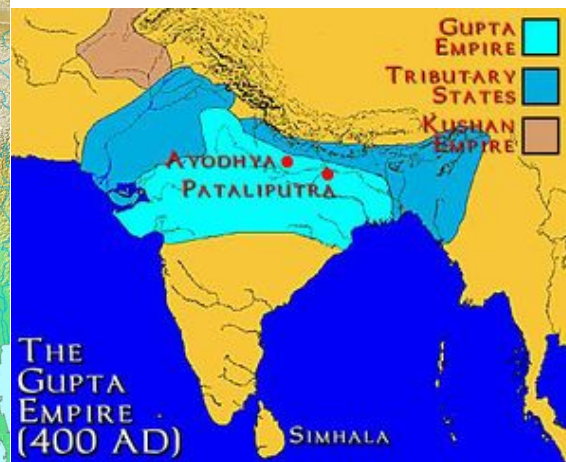 GUPTA
EMPIRE
TRIBUTARY
STATES
KUSHAN
EMPIRE
AYODHYA
PATALIPUTRA
THE
GUPTA
EMPIRE
(400 AD)
SIMHALA